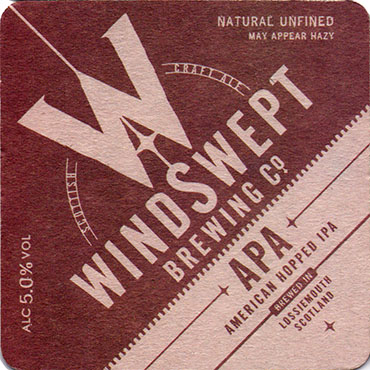 NATURAL UNFINED
MAY APPEAR HAZY
W
SCOTTISH
CRAFT ALE
WINDSWEPT
BREWING Co
APA
AMERICAN HOPPED IPA
BREWED IN
LOSSIEMOUTH
SCOTLAND
ALC 5.0% VOL